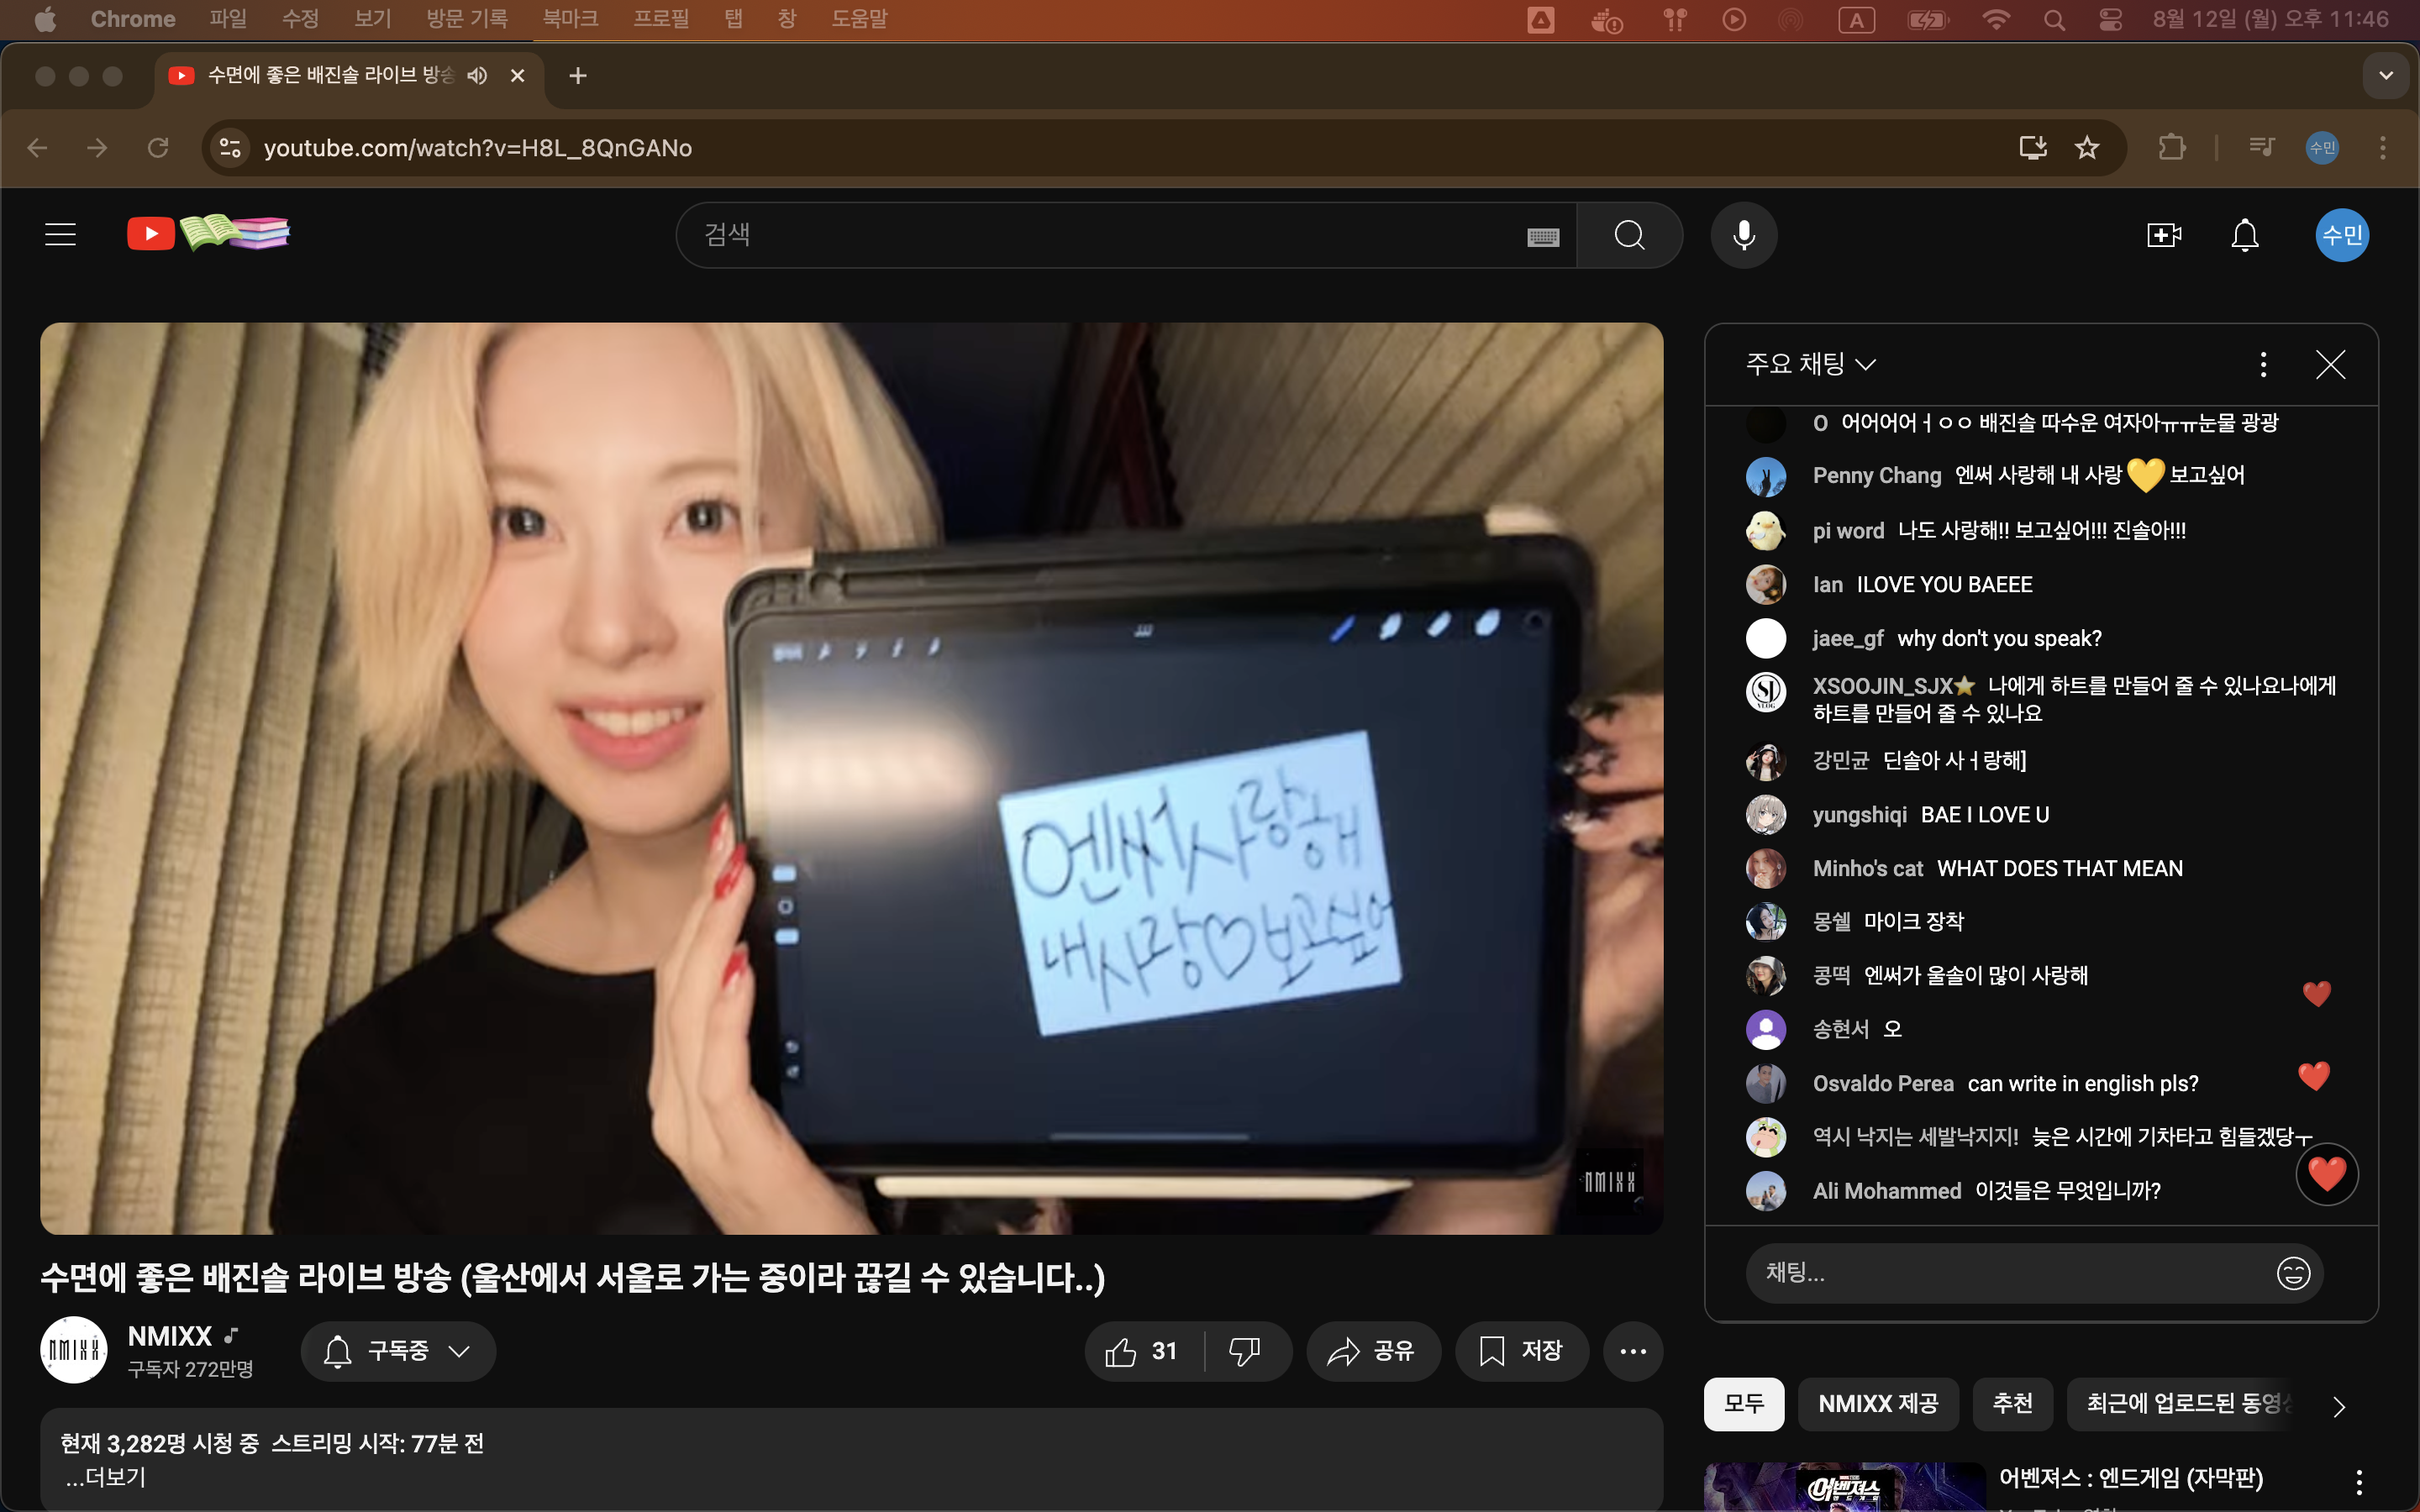 Chrome 파일 수정 보기 방문 기록 북마크 프로필 탭 창 도움말 A 8월 12일 (월) 오후 11:46
수면에 좋은 배진솔 라이브 방송
youtube.com/watch?v=H8L_8QnGANo 수민
검색 수민
엔써 사랑해
내 사랑♡보고싶어
NMIXX
수면에 좋은 배진솔 라이브 방송 (울산에서 서울로 가는 중이라 끊길 수 있습니다..)
NMIXX
NMIXX
구독자 272만명
구독중
31
공유
저장
현재 3,282명 시청 중 스트리밍 시작: 77분 전
...더보기
주요 채팅
O 어어어어ㅓㅇㅇ 배진솔 따수운 여자아ㅠㅠ눈물 광광
Penny Chang 엔써 사랑해 내 사랑💛보고싶어
pi word 나도 사랑해!! 보고싶어!!! 진솔아!!!
Ian ILOVE YOU BAEEE
jaee_gf why don't you speak?
XSOOJIN_SJX⭐ 나에게 하트를 만들어 줄 수 있나요나에게
하트를 만들어 줄 수 있나요
강민균 딘솔아 사ㅓ랑해]
yungshiqi BAE I LOVE U
Minho's cat WHAT DOES THAT MEAN
몽쉘 마이크 장착
콩떡 엔써가 울솔이 많이 사랑해
송현서 오
Osvaldo Perea can write in english pls?
역시 낙지는 세발낙지지! 늦은 시간에 기차타고 힘들겠당ㅜ
Ali Mohammed 이것들은 무엇입니까?
채팅...
모두 NMIXX 제공 추천 최근에 업로드된 동영상
어벤져스
어벤져스 : 엔드게임 (자막판)